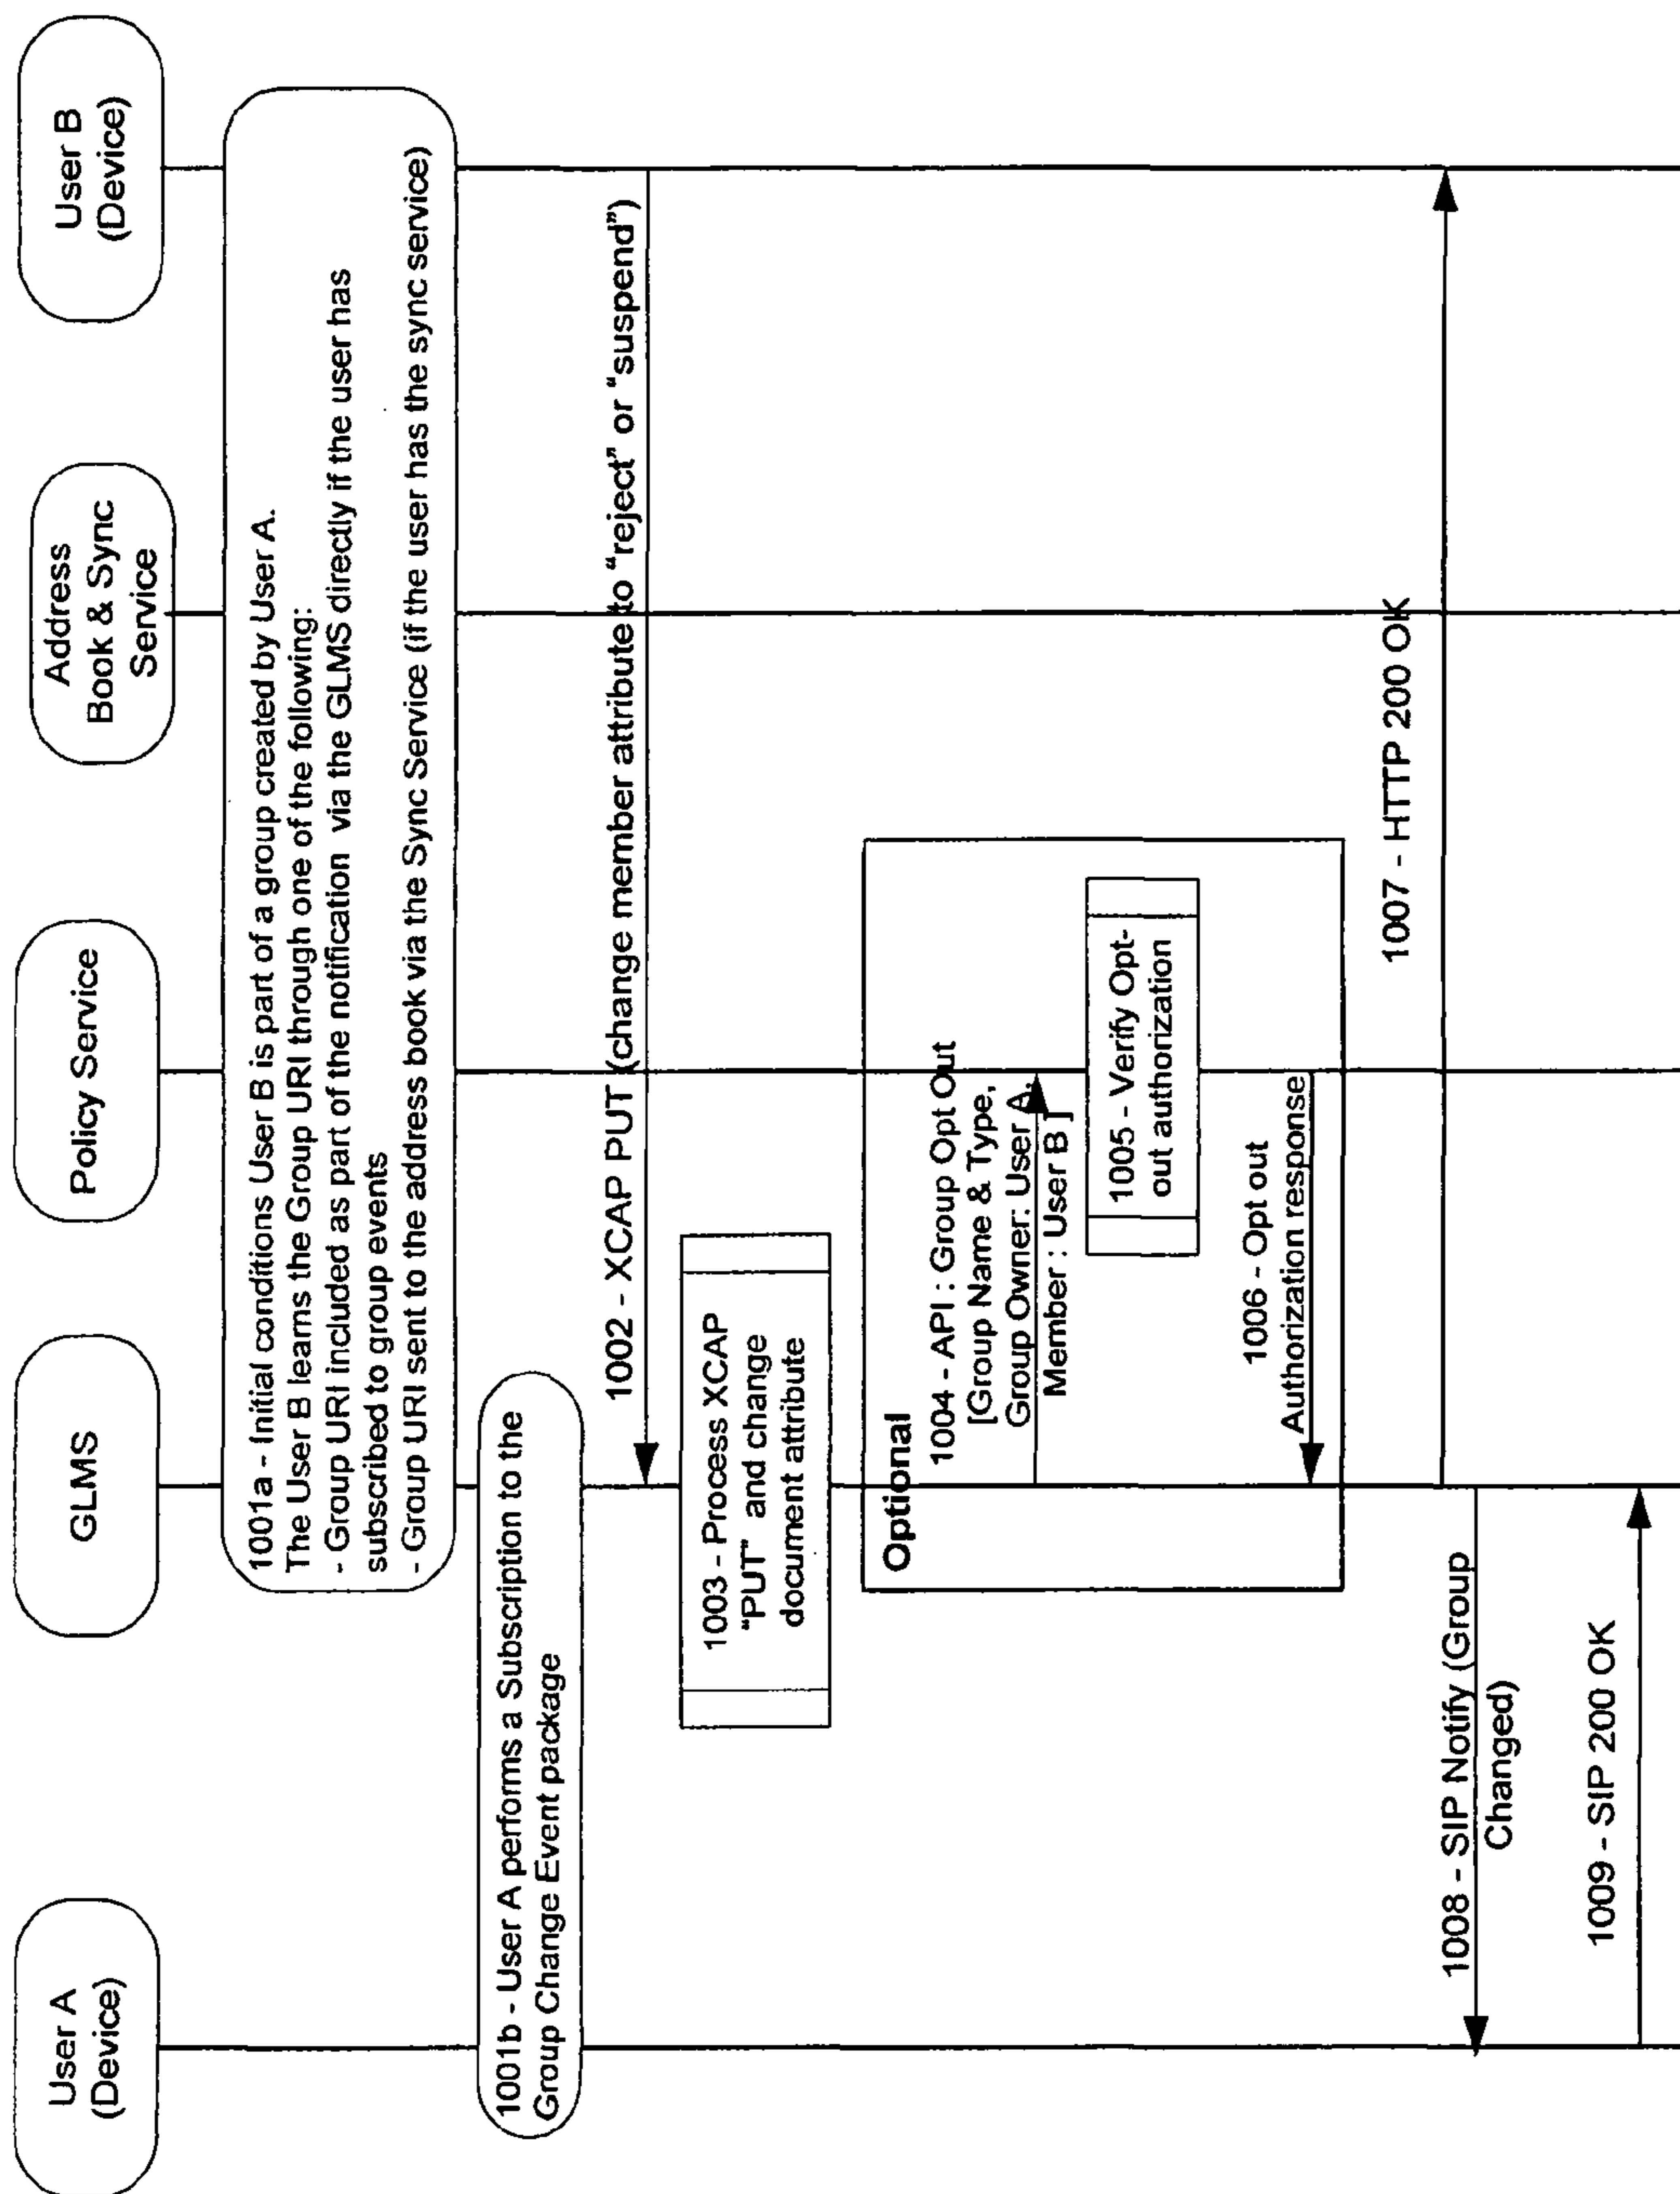 User A
(Device)
GLMS
Policy Service
Address
Book & Sync
Service
User B
(Device)
1001a - Initial conditions User B is part of a group created by User A.
The User B learns the Group URI through one of the following:
- Group URI included as part of the notification via the GLMS directly if the user has
subscribed to group events
- Group URI sent to the address book via the Sync Service (if the user has the sync service)
1001b - User A performs a Subscription to the
Group Change Event package
1002 - XCAP PUT (change member attribute to "reject" or "suspend")
1003 - Process XCAP
"PUT" and change
document attribute
Optional
1004 - API : Group Opt Out
[Group Name & Type,
Group Owner: User A,
Member : User B ]
1005 - Verify Opt-
out authorization
1006 - Opt out
Authorization response
1007 - HTTP 200 OK
1008 - SIP Notify (Group
Changed)
1009 - SIP 200 OK